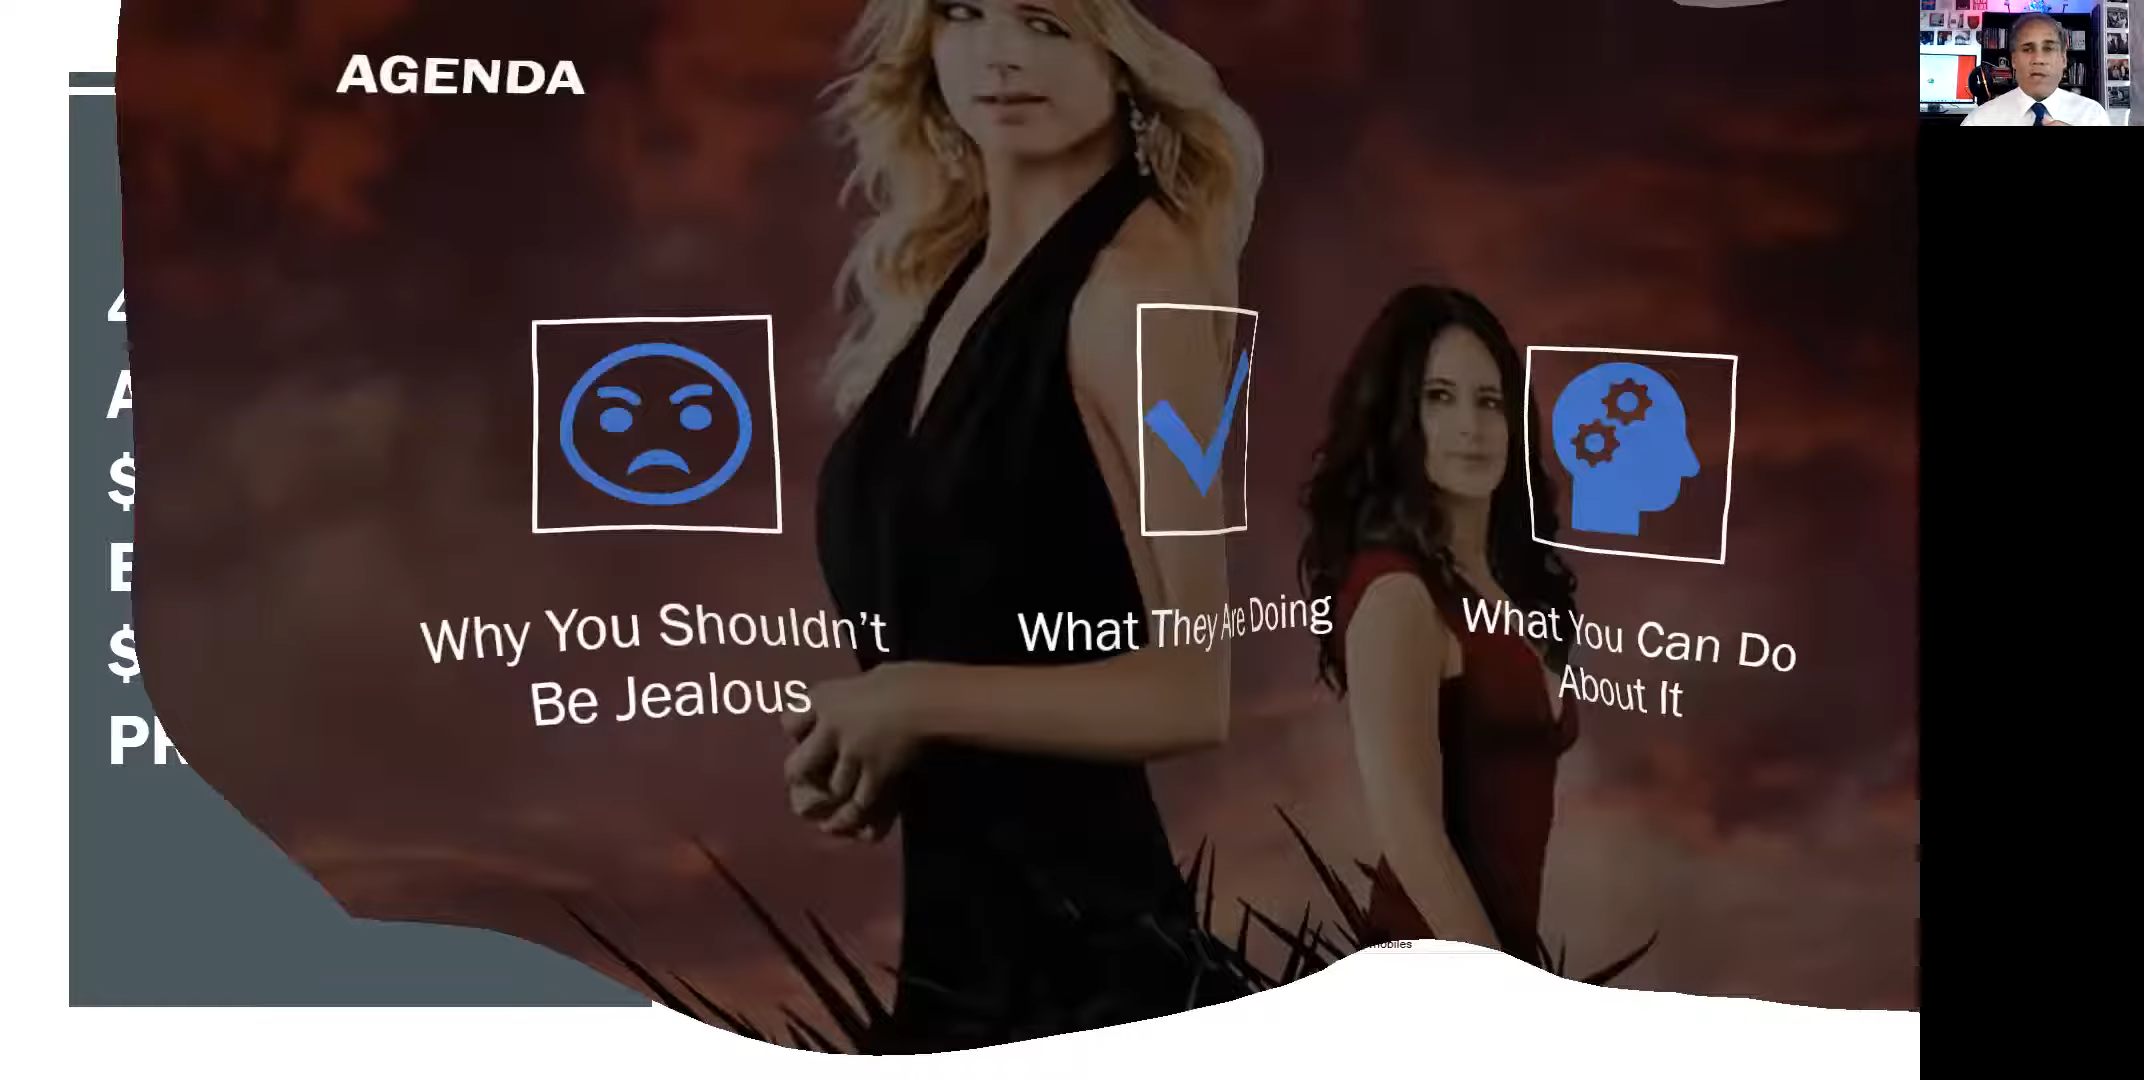 AGENDA
Why You Shouldn't
Be Jealous
What They Are Doing
What You Can Do
About It